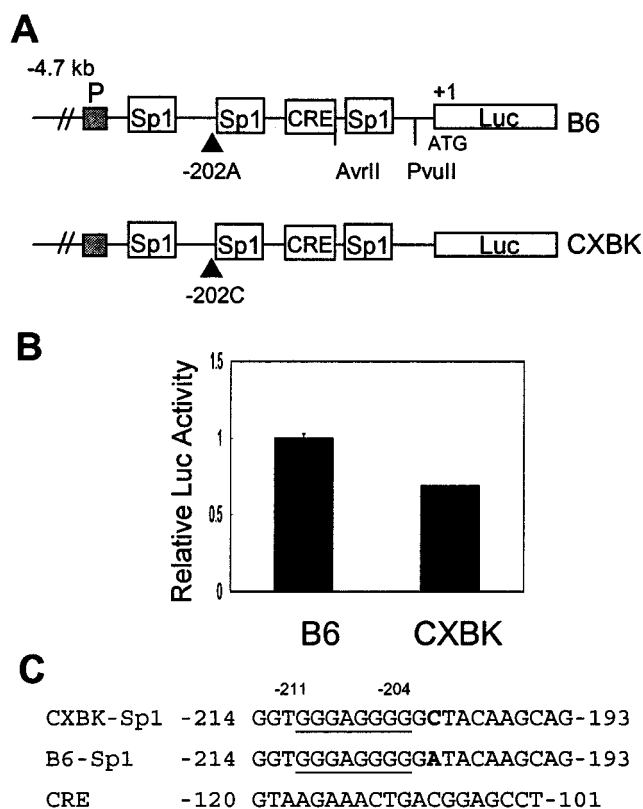 A
-4.7 kb
P
Sp1 Sp1 CRE Sp1 +1 Luc B6
ATG
-202A AvrII PvuII
Sp1 Sp1 CRE Sp1 Luc CXBK
-202C
B
Relative Luc Activity
1.5
1
0.5
0
B6 CXBK
C
-211 -204
CXBK-Sp1 -214 GGTGGGAGGGGGCTACAAGCAG-193
B6-Sp1 -214 GGTGGGAGGGGGATACAAGCAG-193
CRE -120 GTAAGAAACTGACGGAGCCT-101